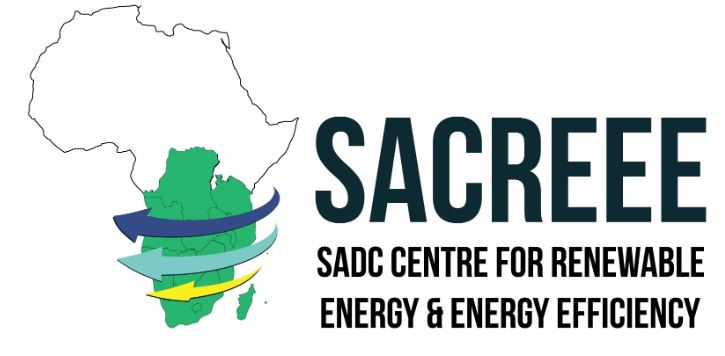 SACREEE
SADC CENTRE FOR RENEWABLE
ENERGY & ENERGY EFFICIENCY